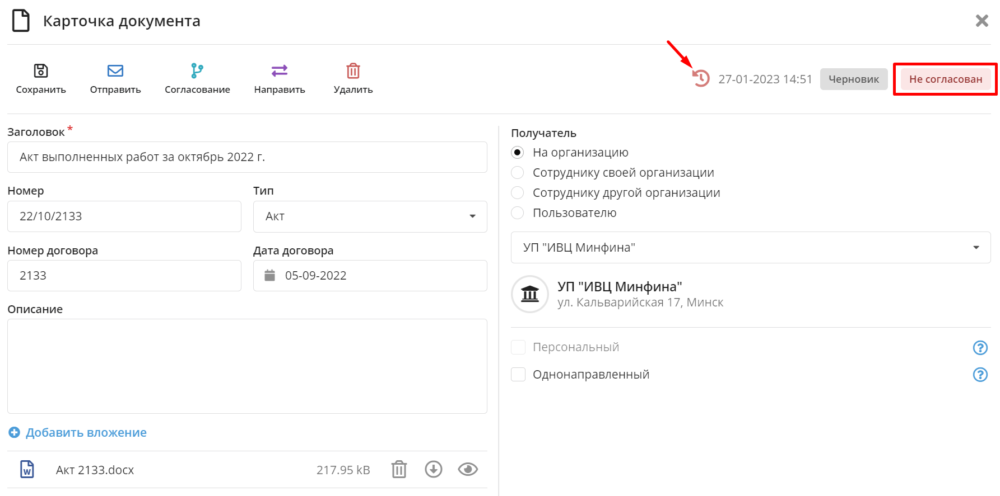 Карточка документа
Сохранить
Отправить
Согласование
Направить
Удалить
27-01-2023 14:51
Черновик
Не согласован
Заголовок *
Акт выполненных работ за октябрь 2022 г.
Номер
Тип
22/10/2133
Акт
Номер договора
Дата договора
2133
05-09-2022
Описание
Добавить вложение
W
Акт 2133.docx
217.95 kB
Получатель
На организацию
Сотруднику своей организации
Сотруднику другой организации
Пользователю
УП "ИВЦ Минфина"
УП "ИВЦ Минфина"
ул. Кальварийская 17, Минск
Персональный
?
Однонаправленный
?